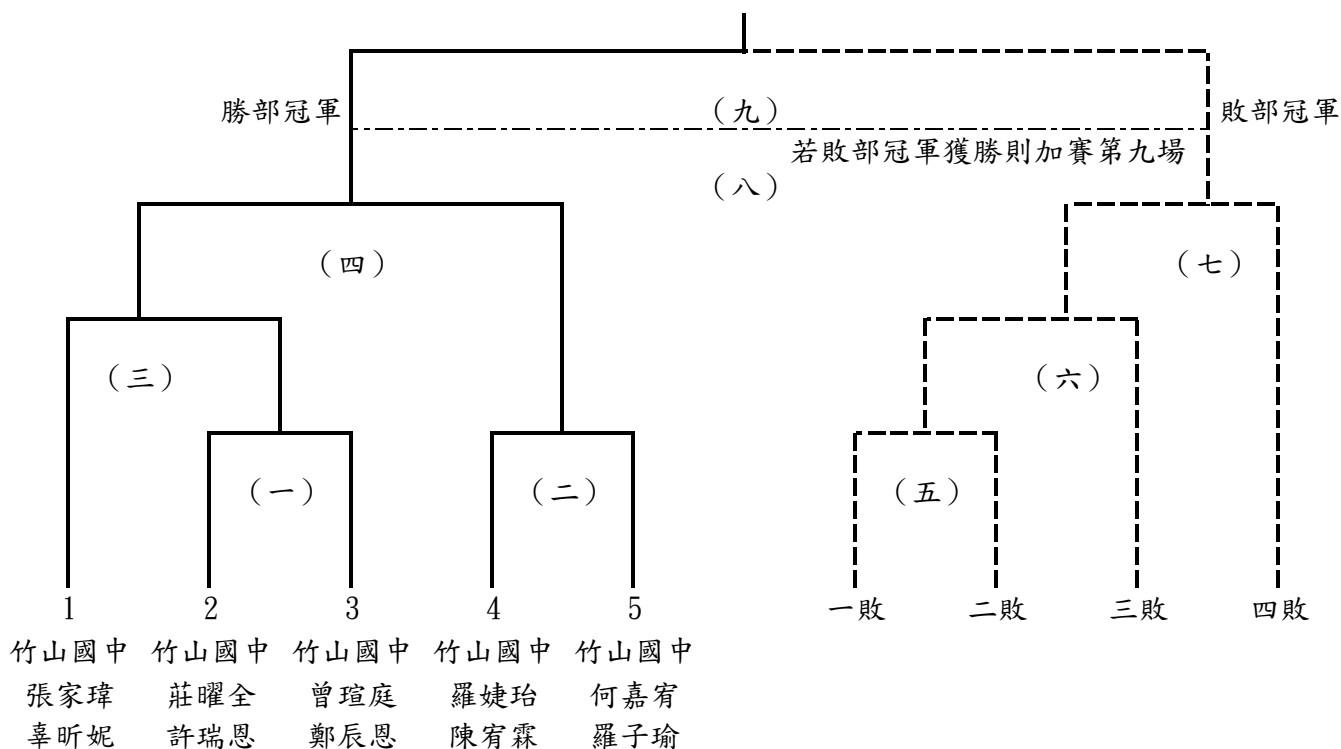 勝部冠軍
(九)
敗部冠軍
若敗部冠軍獲勝則加賽第九場
(八)
(四)
(七)
(三)
(六)
(一)
(二)
(五)
1 2 3 4 5 一敗 二敗 三敗 四敗
竹山國中 竹山國中 竹山國中 竹山國中 竹山國中
張家瑋 莊曜全 曾瑄庭 羅婕珆 何嘉宥
辜昕妮 許瑞恩 鄭辰恩 陳宥霖 羅子瑜